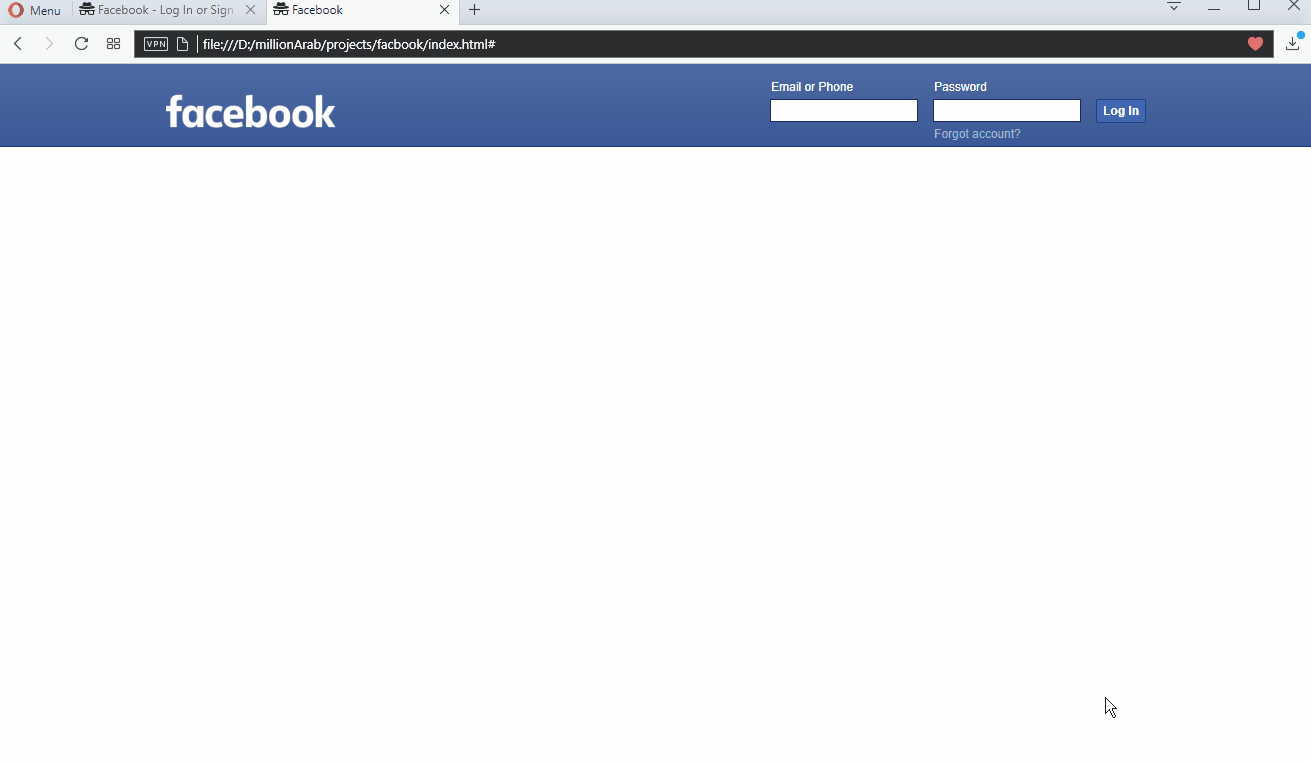 Menu
Facebook - Log In or Sign
Facebook
VPN
file:///D:/millionArab/projects/facbook/index.html#
facebook
Email or Phone
Password
Log In
Forgot account?